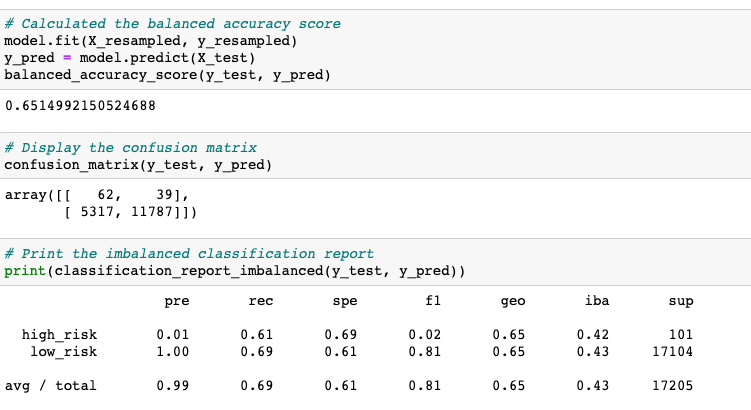 # Calculated the balanced accuracy score
model.fit(X_resampled, y_resampled)
y_pred = model.predict(X_test)
balanced_accuracy_score(y_test, y_pred)
0.6514992150524688
# Display the confusion matrix
confusion_matrix(y_test, y_pred)
array([[   62,    39],
       [ 5317, 11787]])
# Print the imbalanced classification report
print(classification_report_imbalanced(y_test, y_pred))
                   pre       rec       spe        f1       geo       iba       sup
  high_risk       0.01      0.61      0.69      0.02      0.65      0.42       101
   low_risk       1.00      0.69      0.61      0.81      0.65      0.43     17104
avg / total       0.99      0.69      0.61      0.81      0.65      0.43     17205